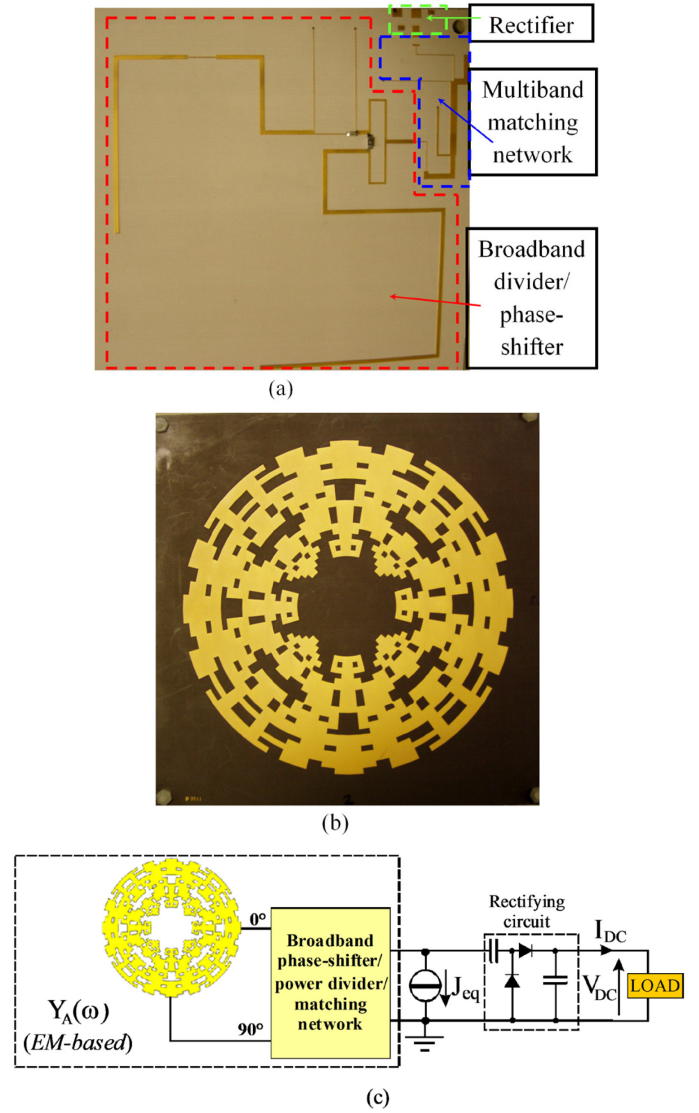 Rectifier
Multiband
matching
network
Broadband
divider/
phase-
shifter
(a)
(b)
0°
90°
Y_A(ω)
(EM-based)
Broadband
phase-shifter/
power divider/
matching
network
J_eq
Rectifying
circuit
I_DC
V_DC
LOAD
(c)